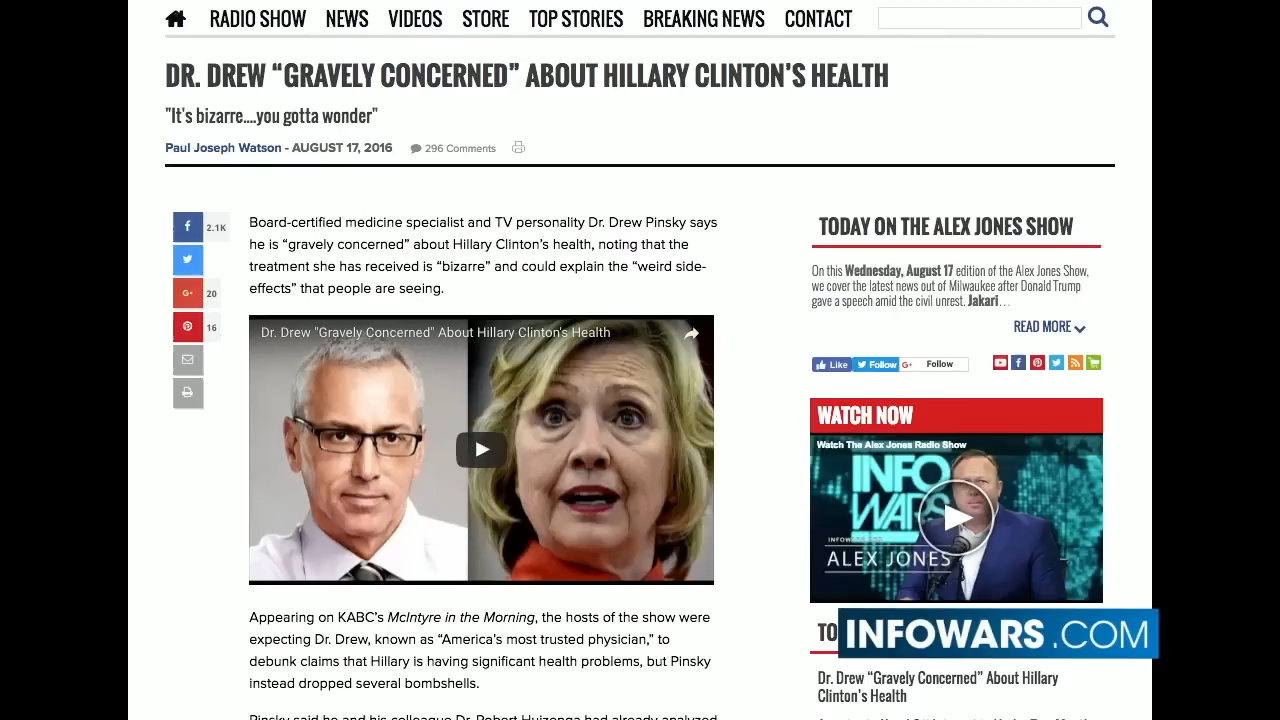 RADIO SHOW NEWS VIDEOS STORE TOP STORIES BREAKING NEWS CONTACT
DR. DREW “GRAVELY CONCERNED” ABOUT HILLARY CLINTON’S HEALTH
"It's bizarre....you gotta wonder"
Paul Joseph Watson - AUGUST 17, 2016 296 Comments
f 2.1K
G+ 20
16
Board-certified medicine specialist and TV personality Dr. Drew Pinsky says
he is “gravely concerned” about Hillary Clinton’s health, noting that the
treatment she has received is “bizarre” and could explain the “weird side-
effects” that people are seeing.
Dr. Drew "Gravely Concerned" About Hillary Clinton's Health
Appearing on KABC’s McIntyre in the Morning, the hosts of the show were
expecting Dr. Drew, known as “America’s most trusted physician,” to
debunk claims that Hillary is having significant health problems, but Pinsky
instead dropped several bombshells.
Pinsky said he and his colleague Dr. Robert Huizenga had already analyzed
TODAY ON THE ALEX JONES SHOW
On this Wednesday, August 17 edition of the Alex Jones Show,
we cover the latest news out of Milwaukee after Donald Trump
gave a speech amid the civil unrest. Jakari…
READ MORE
Like Follow G+ Follow
WATCH NOW
Watch The Alex Jones Radio Show
INFO
WARS
ALEX JONES
INFOWARS.COM
Dr. Drew “Gravely Concerned” About Hillary
Clinton’s Health